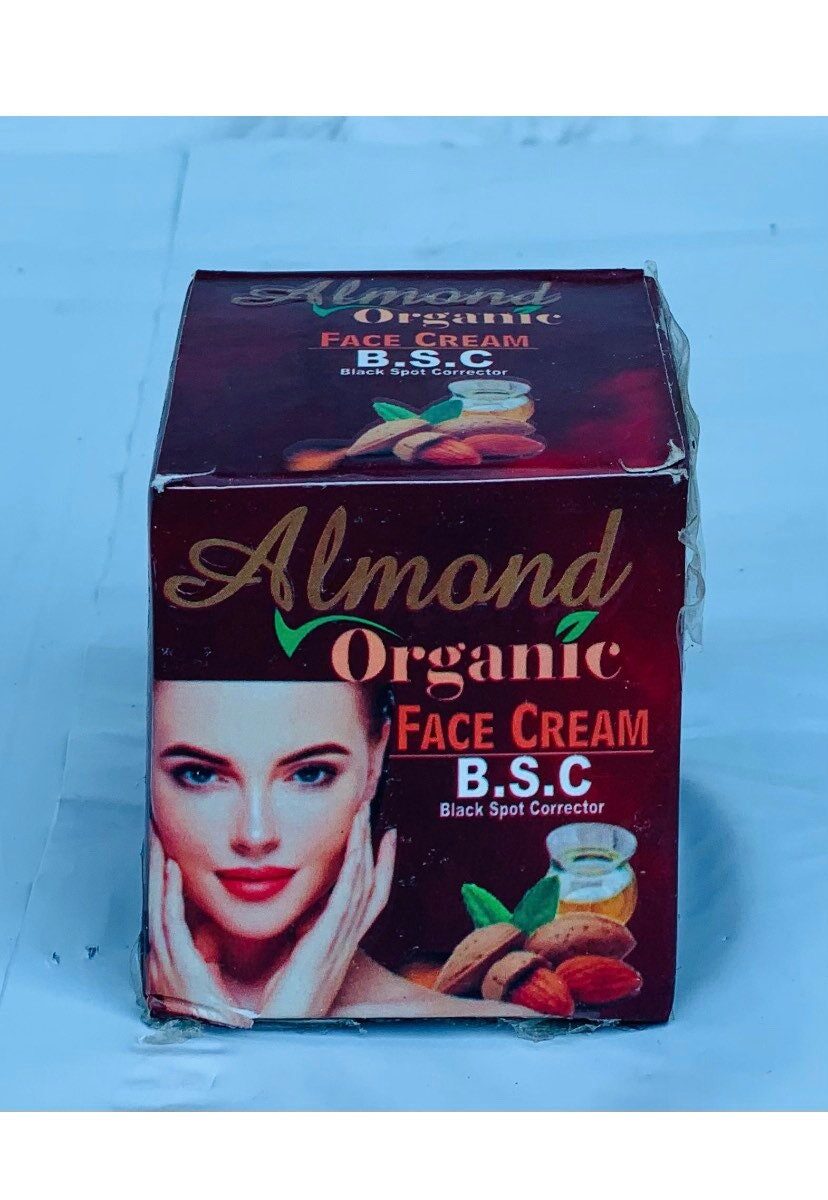 Almond
Organic
FACE CREAM
B.S.C
Black Spot Corrector
Almond
Organic
FACE CREAM
B.S.C
Black Spot Corrector